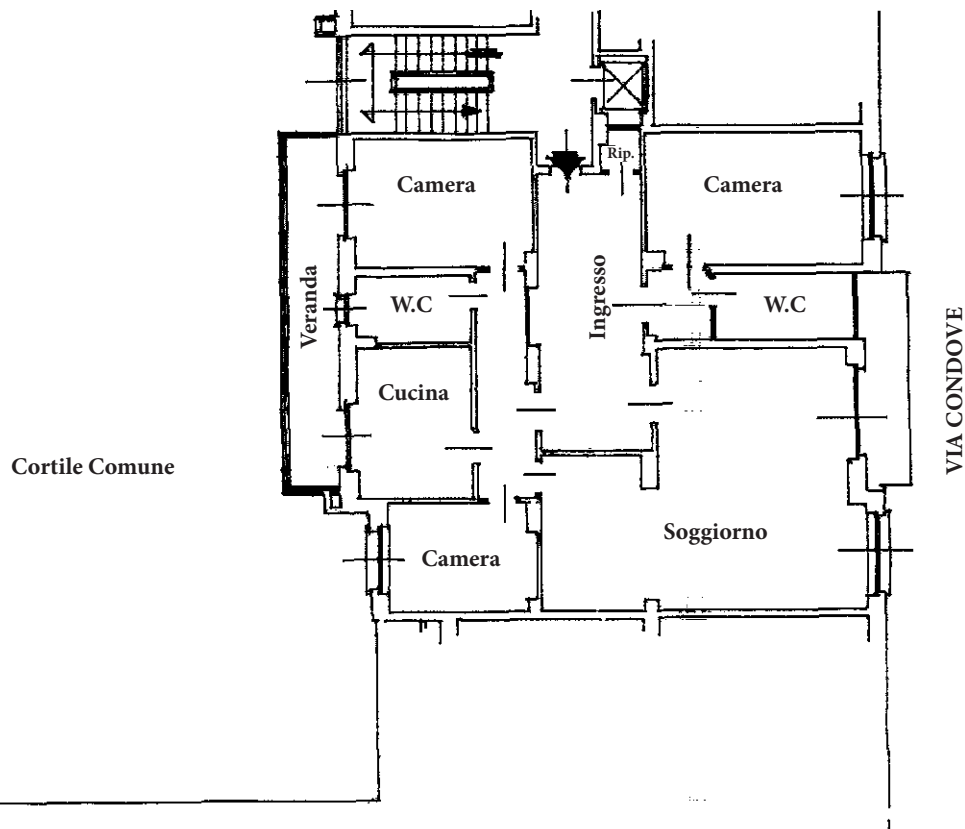 Rip.
Camera
Camera
Veranda
W.C
Ingresso
W.C
VIA CONDOVE
Cucina
Cortile Comune
Soggiorno
Camera